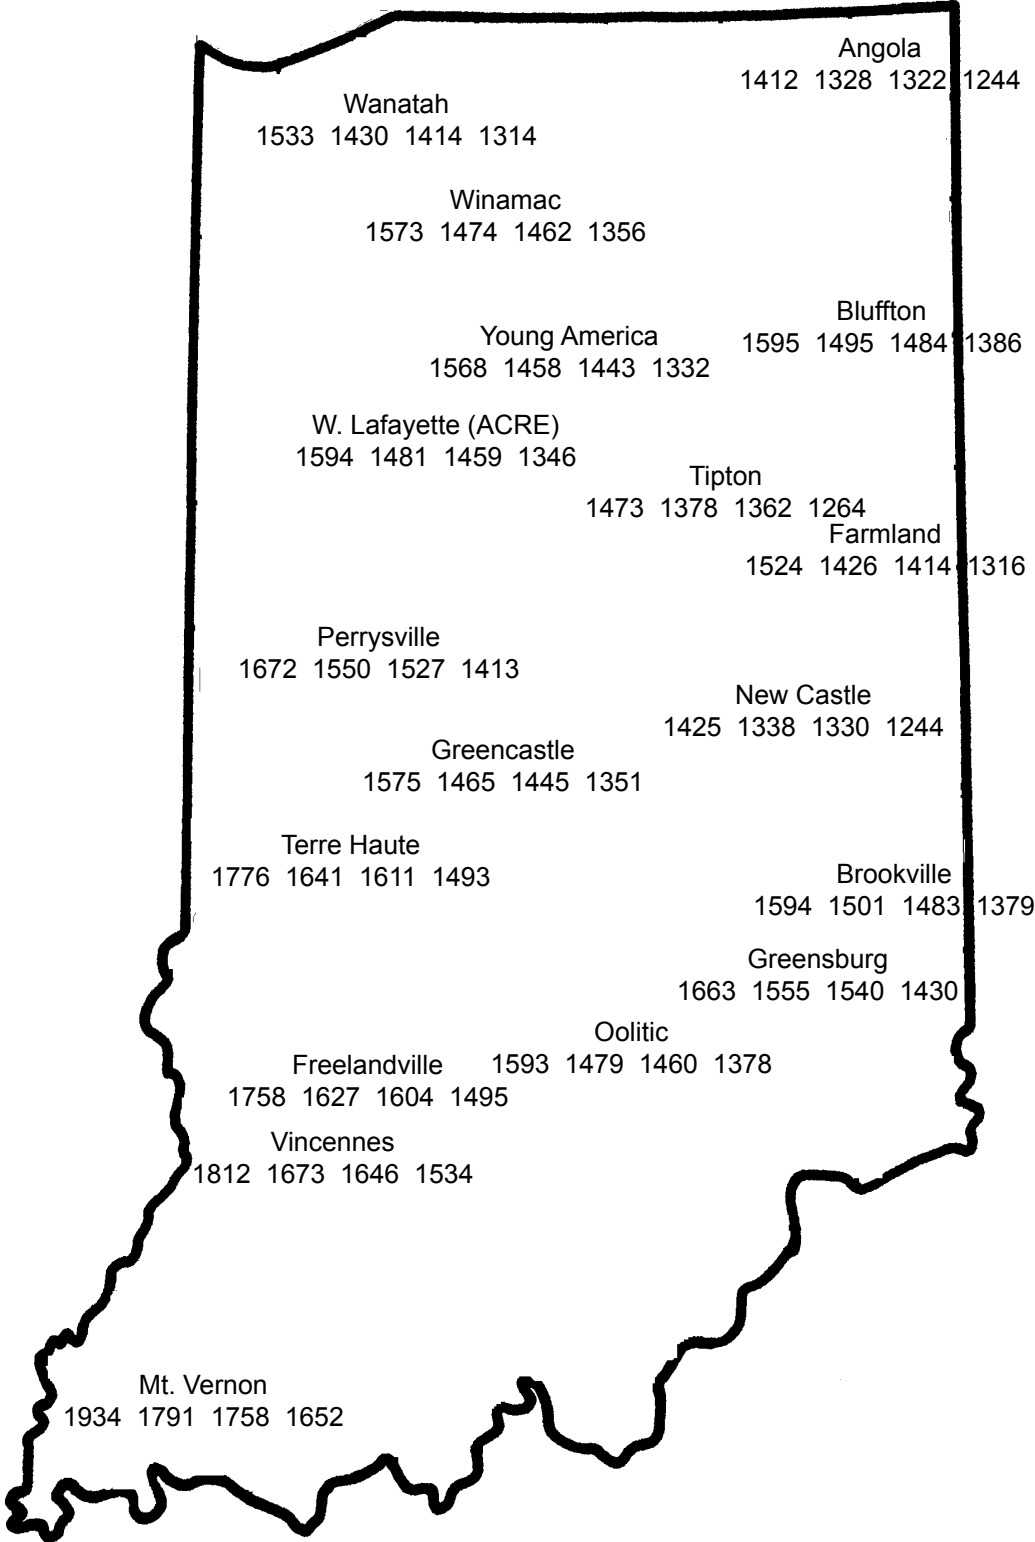 Angola
1412 1328 1322 1244
Wanatah
1533 1430 1414 1314
Winamac
1573 1474 1462 1356
Bluffton
1595 1495 1484 1386
Young America
1568 1458 1443 1332
W. Lafayette (ACRE)
1594 1481 1459 1346
Tipton
1473 1378 1362 1264
Farmland
1524 1426 1414 1316
Perrysville
1672 1550 1527 1413
New Castle
1425 1338 1330 1244
Greencastle
1575 1465 1445 1351
Terre Haute
1776 1641 1611 1493
Brookville
1594 1501 1483 1379
Greensburg
1663 1555 1540 1430
Oolitic
1593 1479 1460 1378
Freelandville
1758 1627 1604 1495
Vincennes
1812 1673 1646 1534
Mt. Vernon
1934 1791 1758 1652